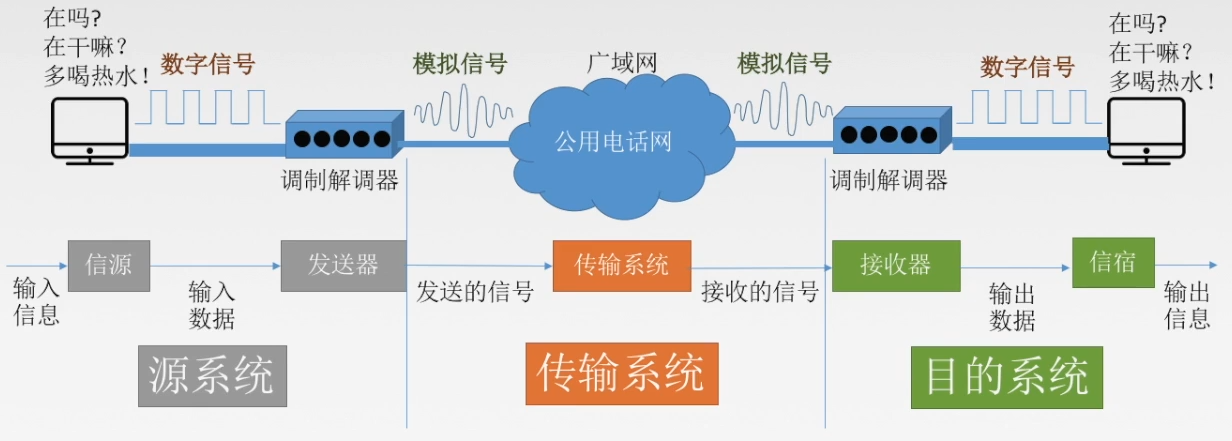 在吗?
在干嘛?
多喝热水!
数字信号
模拟信号
广域网
模拟信号
数字信号
在吗?
在干嘛?
多喝热水!
公用电话网
调制解调器
调制解调器
信源
发送器
传输系统
接收器
信宿
输入
信息
输入
数据
发送的信号
接收的信号
输出
数据
输出
信息
源系统
传输系统
目的系统